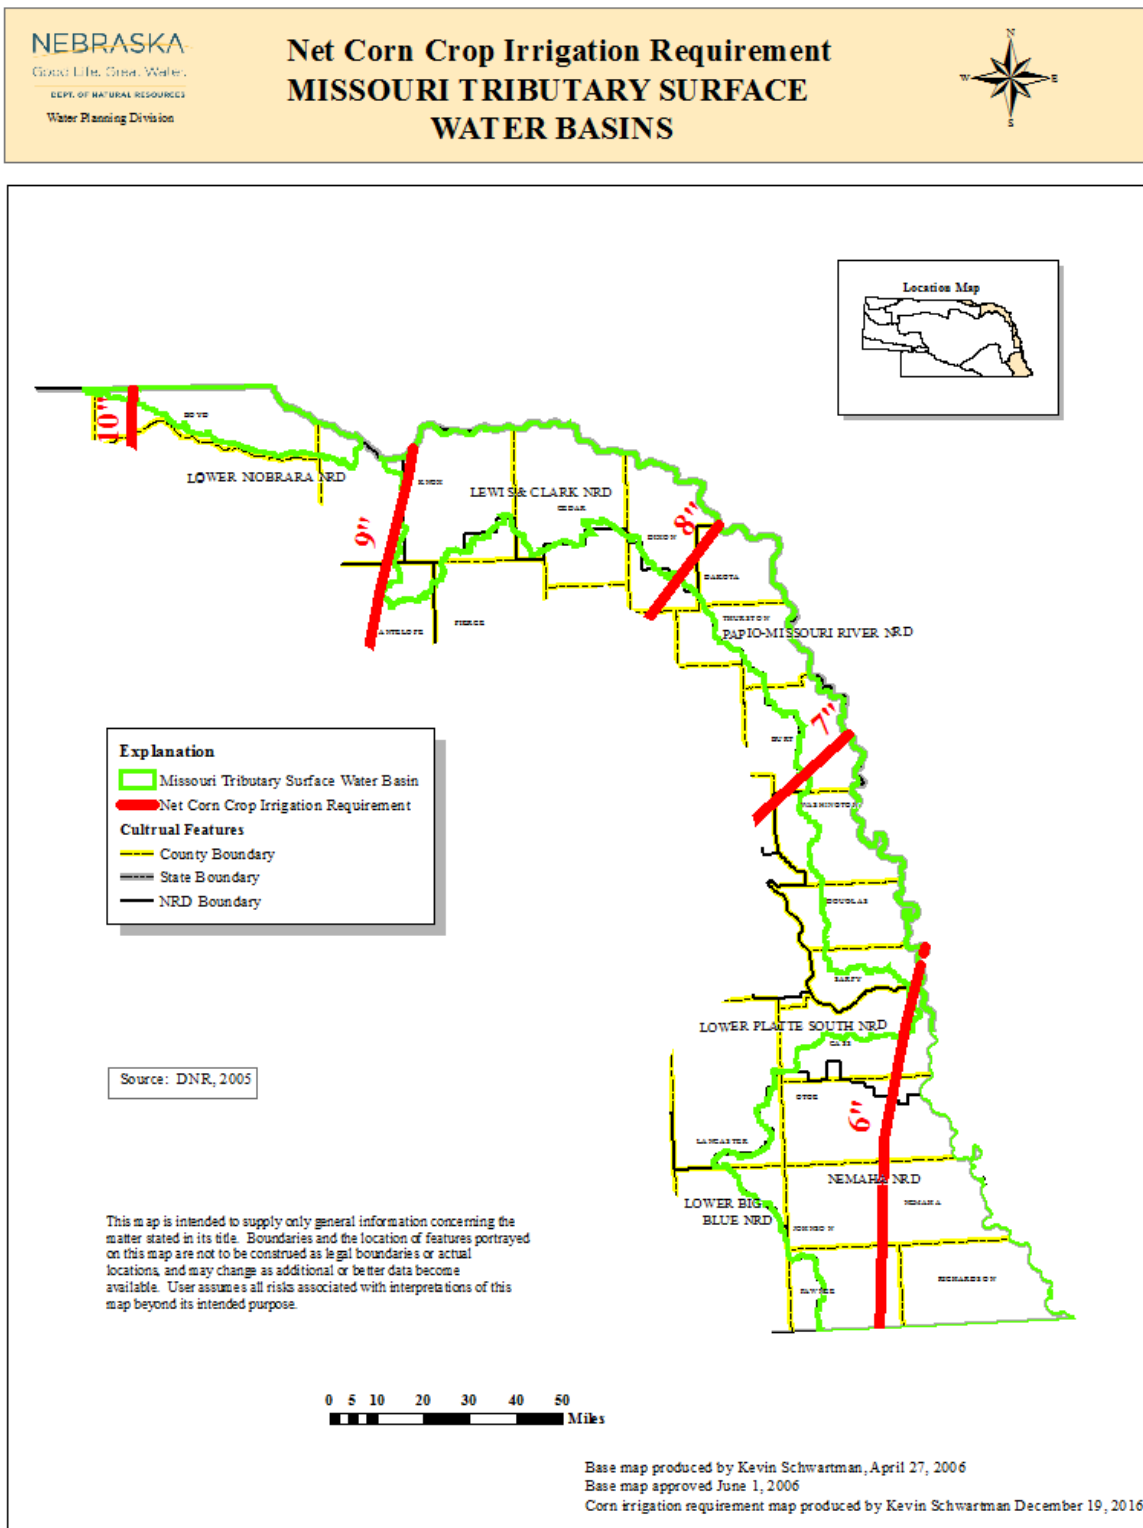 NEBRASKA
Good Life. Great Water.
DEPT. OF NATURAL RESOURCES
Water Planning Division
Net Corn Crop Irrigation Requirement
MISSOURI TRIBUTARY SURFACE
WATER BASINS
N
W
E
S
Location Map
10"
BOYD
LOWER NIOBRARA NRD
KNOX
LEWIS & CLARK NRD
CEDAR
9"
8"
DIXON
DAKOTA
THURSTON
PAPIO-MISSOURI RIVER NRD
ANTELOPE
PIERCE
7"
BURT
WASHINGTON
Explanation
Missouri Tributary Surface Water Basin
Net Corn Crop Irrigation Requirement
Cultrual Features
County Boundary
State Boundary
NRD Boundary
DOUGLAS
SARPY
LOWER PLATTE SOUTH NRD
CASS
Source: DNR, 2005
OTOE
6"
LANCASTER
NEMAHA NRD
NEMAHA
LOWER BIG
BLUE NRD
JOHNSON
RICHARDSON
PAWNEE
This map is intended to supply only general information concerning the
matter stated in its title. Boundaries and the location of features portrayed
on this map are not to be construed as legal boundaries or actual
locations, and may change as additional or better data become
available. User assumes all risks associated with interpretations of this
map beyond its intended purpose.
0 5 10 20 30 40 50
Miles
Base map produced by Kevin Schwartman, April 27, 2006
Base map approved June 1, 2006
Corn irrigation requirement map produced by Kevin Schwartman December 19, 2016